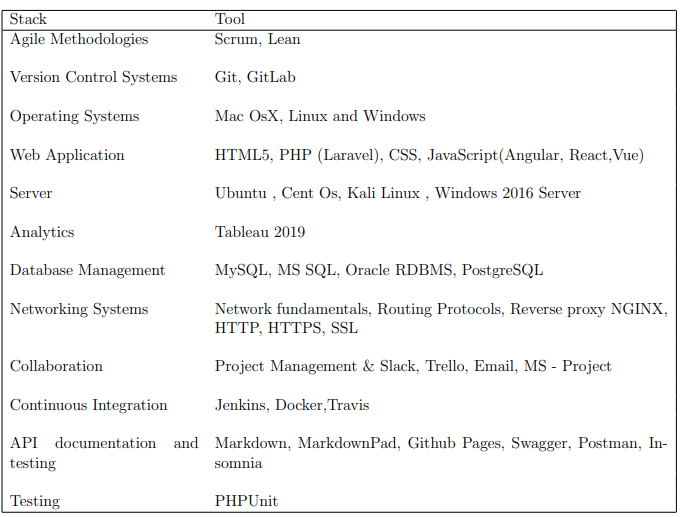 Stack Tool
Agile Methodologies Scrum, Lean
Version Control Systems Git, GitLab
Operating Systems Mac OsX, Linux and Windows
Web Application HTML5, PHP (Laravel), CSS, JavaScript(Angular, React,Vue)
Server Ubuntu , Cent Os, Kali Linux , Windows 2016 Server
Analytics Tableau 2019
Database Management MySQL, MS SQL, Oracle RDBMS, PostgreSQL
Networking Systems Network fundamentals, Routing Protocols, Reverse proxy NGINX,
HTTP, HTTPS, SSL
Collaboration Project Management & Slack, Trello, Email, MS - Project
Continuous Integration Jenkins, Docker,Travis
API documentation and Markdown, MarkdownPad, Github Pages, Swagger, Postman, In-
testing somnia
Testing PHPUnit